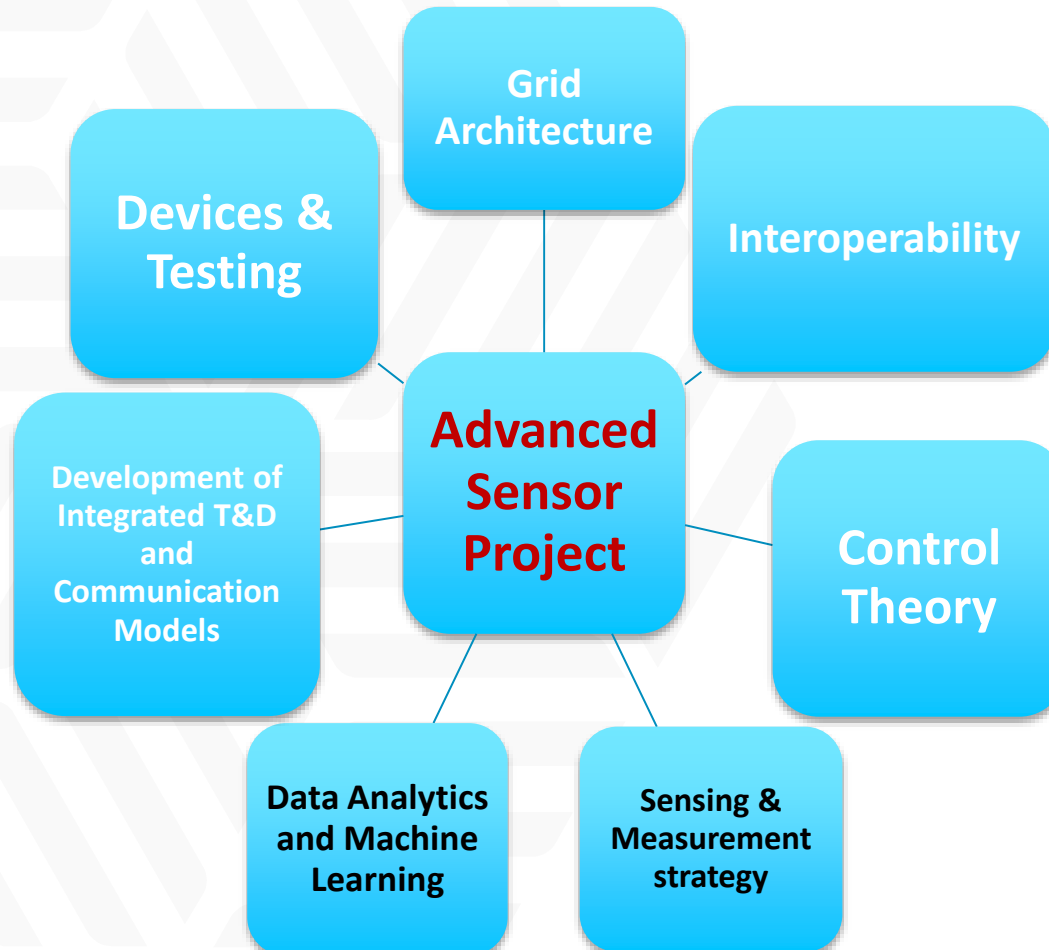 Grid
Architecture
Devices &
Testing
Interoperability
Advanced
Sensor
Project
Development of
Integrated T&D
and
Communication
Models
Control
Theory
Data Analytics
and Machine
Learning
Sensing &
Measurement
strategy